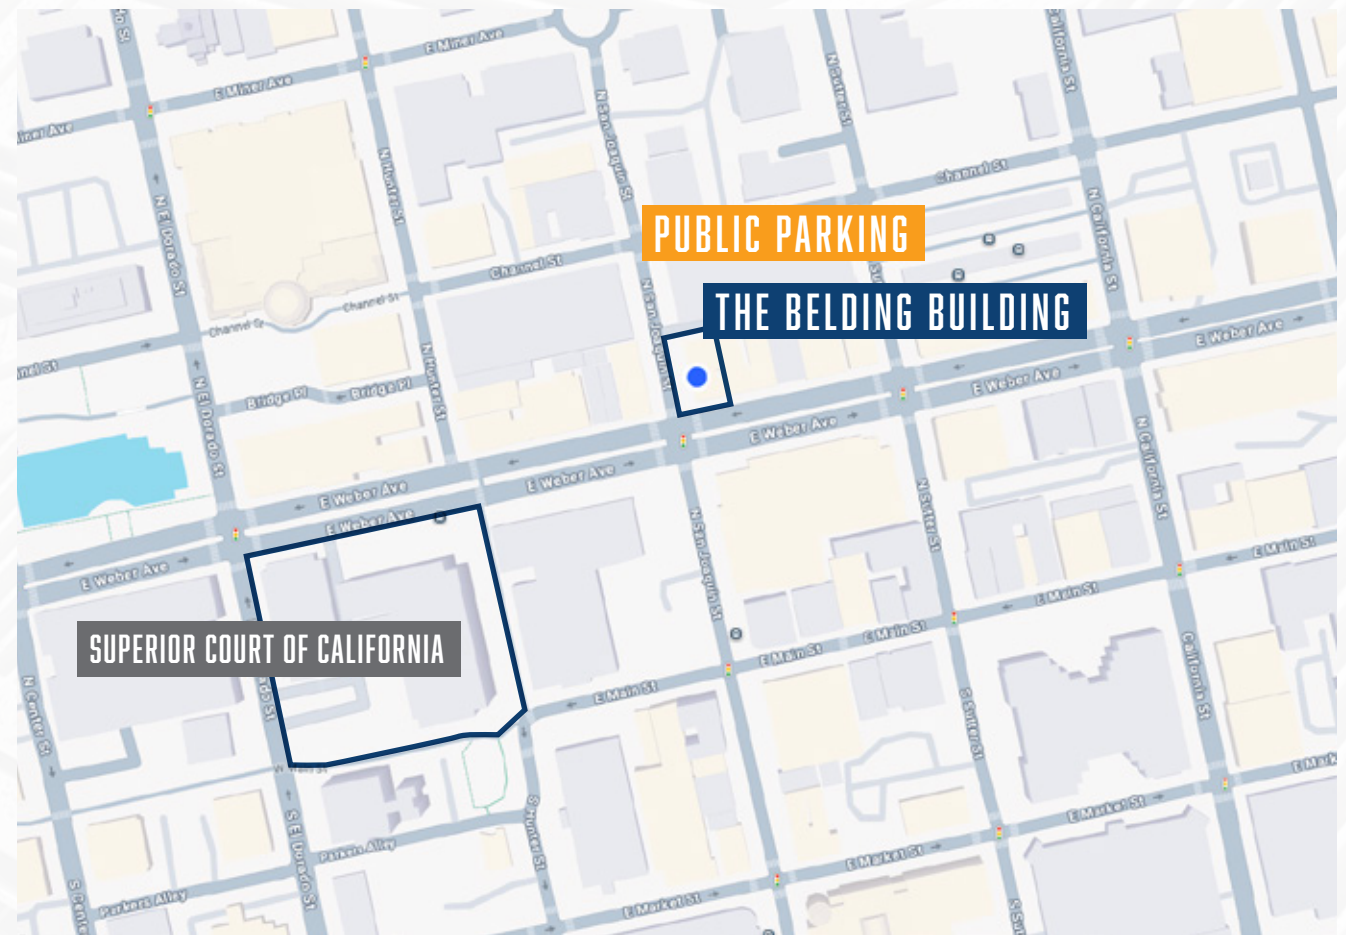 E Miner Ave
E Miner Ave
N San Joaquin St
N Sutter St
California St
N Hunter St
Channel St
N El Dorado St
N California St
PUBLIC PARKING
Channel St
Channel St
N San Joaquin St
THE BELDING BUILDING
E Weber Ave
N Hunter St
Bridge Pl
Bridge Pl
E Weber Ave
N El Dorado St
E Weber Ave
N California St
E Weber Ave
E Weber Ave
E Weber Ave
N Sutter St
N San Joaquin St
E Main St
E Weber Ave
E Main St
SUPERIOR COURT OF CALIFORNIA
E Main St
E Main St
E Main St
California St
N Center St
S Sutter St
E Market St
S Hunter St
S El Dorado St
Parkers Alley
E Market St
Parkers Alley
E Market St